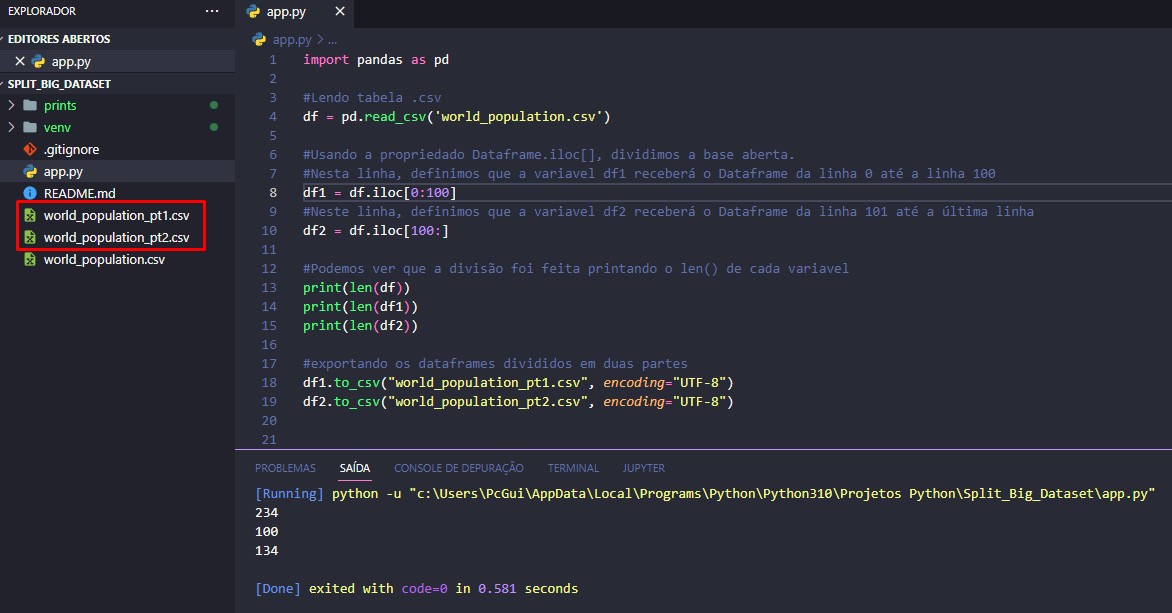 EXPLORADOR
EDITORES ABERTOS
app.py
SPLIT_BIG_DATASET
prints
venv
.gitignore
app.py
README.md
world_population_pt1.csv
world_population_pt2.csv
world_population.csv
app.py
app.py > ...
1 import pandas as pd
2
3 #Lendo tabela .csv
4 df = pd.read_csv('world_population.csv')
5
6 #Usando a propriedado Dataframe.iloc[], dividimos a base aberta.
7 #Nesta linha, definimos que a variavel df1 receberá o Dataframe da linha 0 até a linha 100
8 df1 = df.iloc[0:100]
9 #Neste linha, definimos que a variavel df2 receberá o Dataframe da linha 101 até a última linha
10 df2 = df.iloc[100:]
11
12 #Podemos ver que a divisão foi feita printando o len() de cada variavel
13 print(len(df))
14 print(len(df1))
15 print(len(df2))
16
17 #exportando os dataframes divididos em duas partes
18 df1.to_csv("world_population_pt1.csv", encoding="UTF-8")
19 df2.to_csv("world_population_pt2.csv", encoding="UTF-8")
20
21
PROBLEMAS SAÍDA CONSOLE DE DEPURAÇÃO TERMINAL JUPYTER
[Running] python -u "c:\Users\PcGui\AppData\Local\Programs\Python\Python310\Projetos Python\Split_Big_Dataset\app.py"
234
100
134
[Done] exited with code=0 in 0.581 seconds